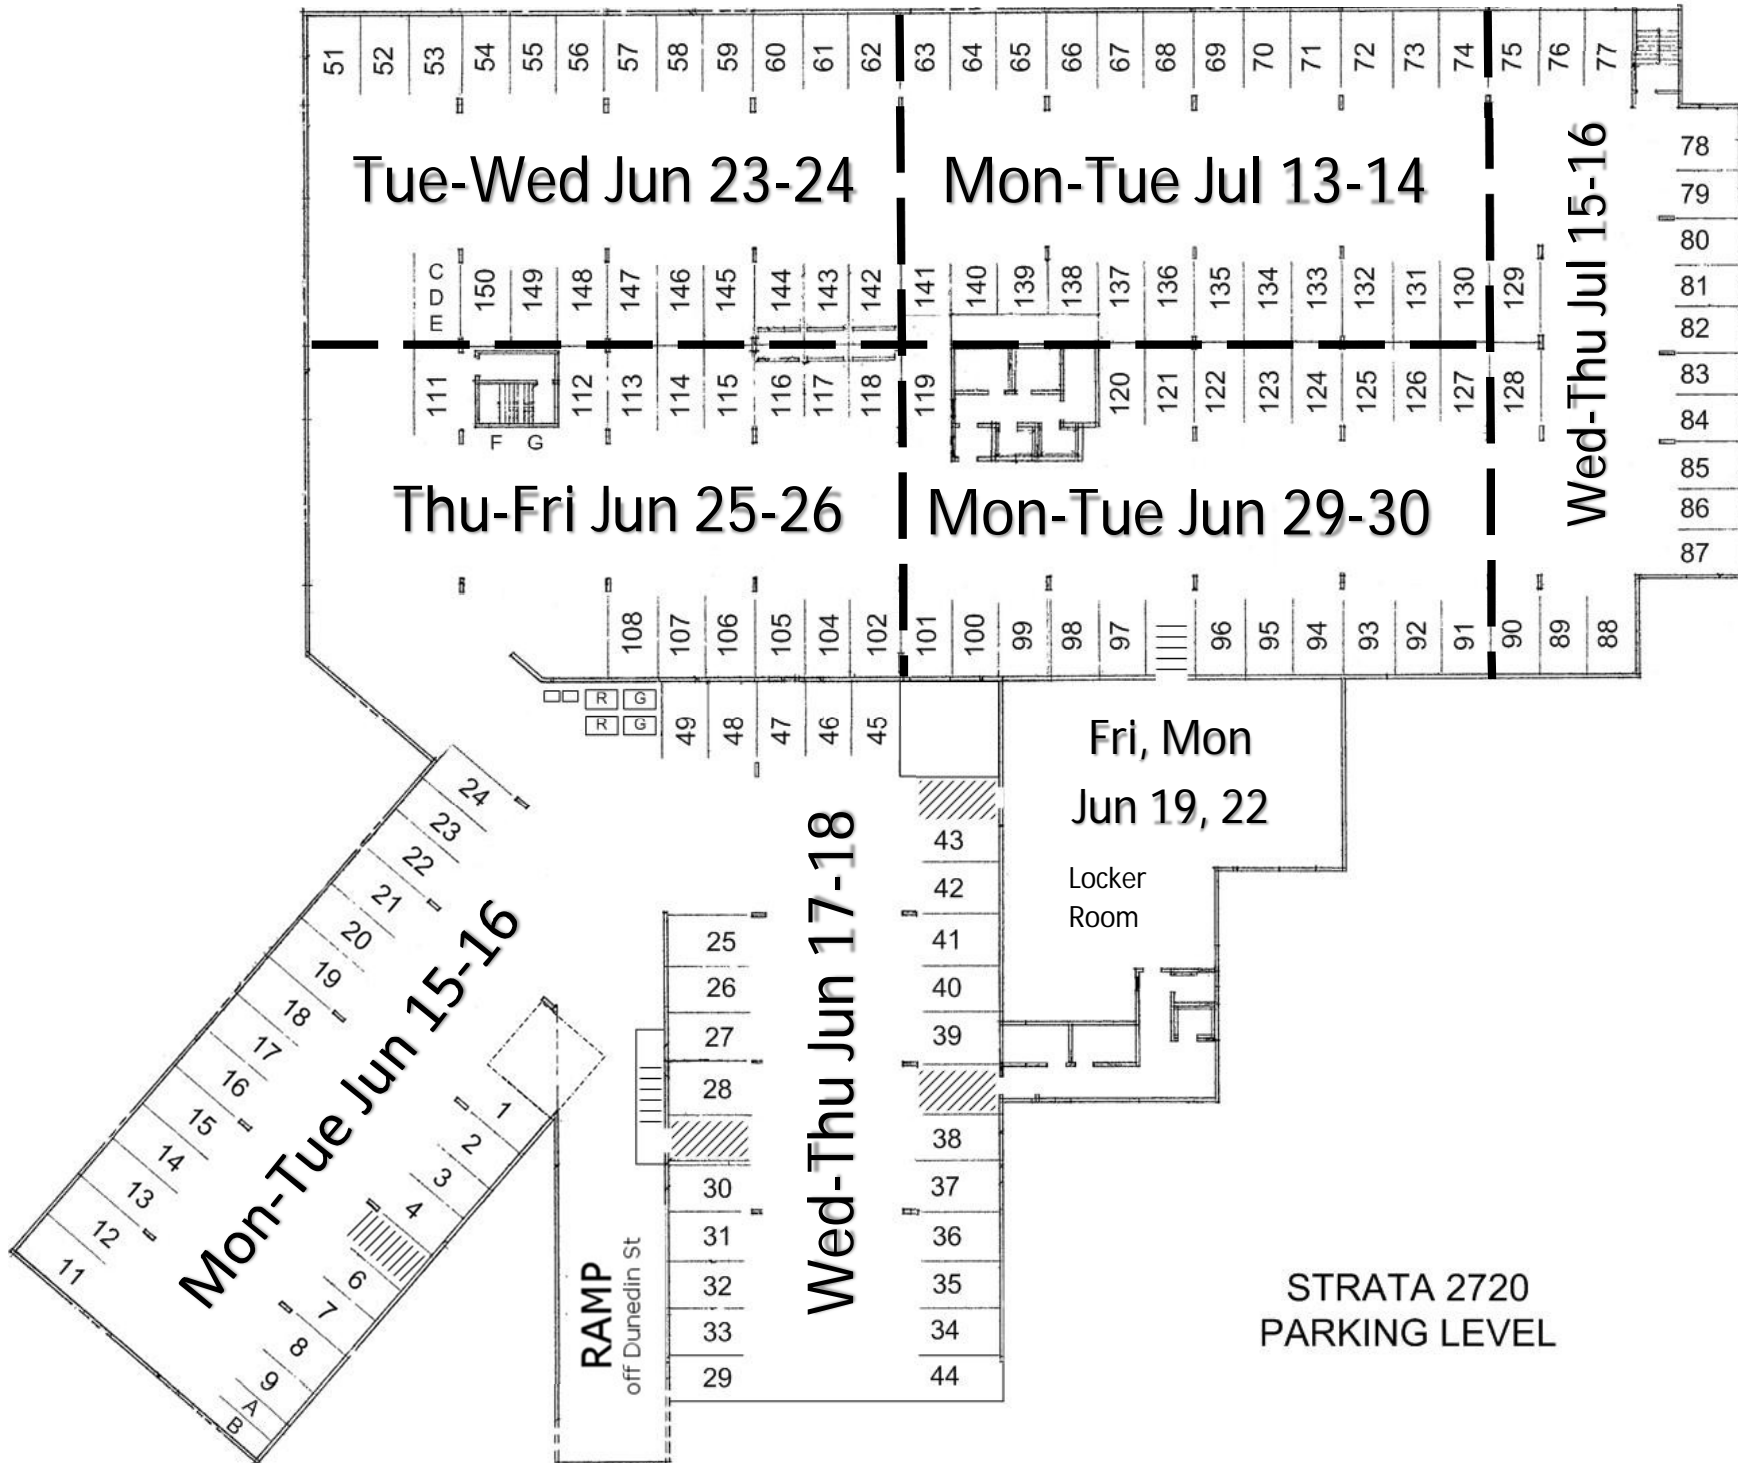 51 52 53 54 55 56 57 58 59 60 61 62 63 64 65 66 67 68 69 70 71 72 73 74 75 76 77
Tue-Wed Jun 23-24
Mon-Tue Jul 13-14
Wed-Thu Jul 15-16
78
79
80
81
82
83
84
85
86
87
C
D
E
150 149 148 147 146 145 144 143 142 141 140 139 138 137 136 135 134 133 132 131 130 129
111 112 113 114 115 116 117 118 119 120 121 122 123 124 125 126 127 128
F G
Thu-Fri Jun 25-26
Mon-Tue Jun 29-30
108 107 106 105 104 102 101 100 99 98 97 96 95 94 93 92 91 90 89 88
R G
R G
49 48 47 46 45
Fri, Mon
Jun 19, 22
Locker
Room
24
23
22
21
20
19
18
17
16
15
14
13
12
11
Mon-Tue Jun 15-16
1
2
3
4
6
7
8
9
A
B
RAMP
off Dunedin St
25
26
27
28
30
31
32
33
29
Wed-Thu Jun 17-18
43
42
41
40
39
38
37
36
35
34
44
STRATA 2720
PARKING LEVEL